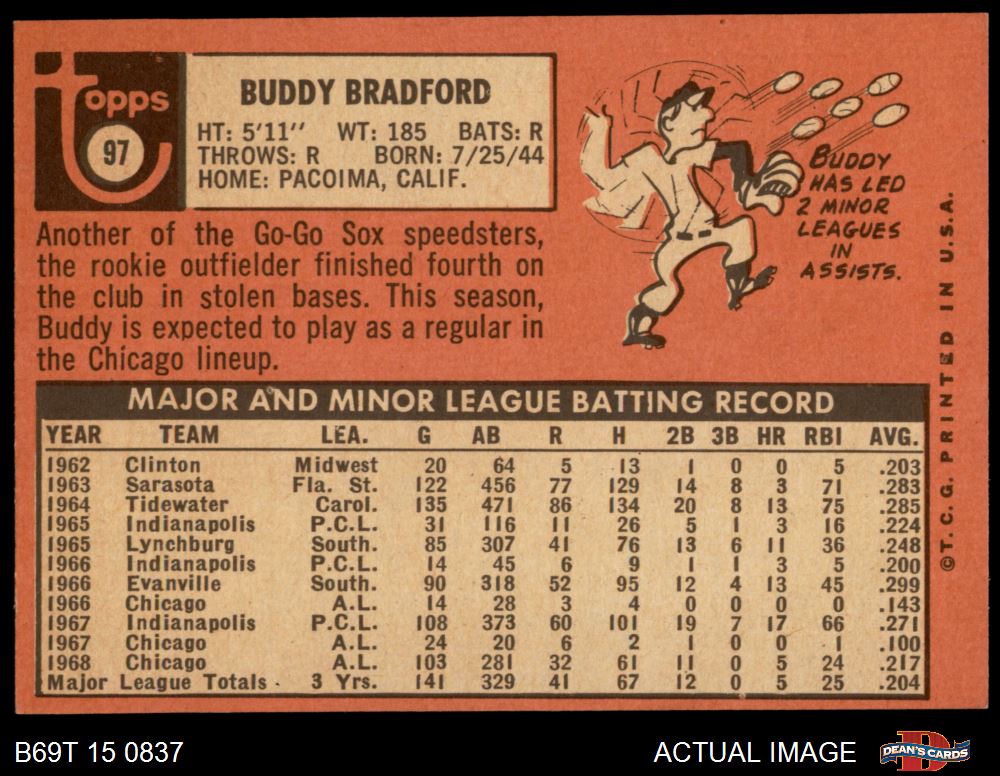 Topps
97
BUDDY BRADFORD
HT: 5'11" WT: 185 BATS: R
THROWS: R BORN: 7/25/44
HOME: PACOIMA, CALIF.
Another of the Go-Go Sox speedsters,
the rookie outfielder finished fourth on
the club in stolen bases. This season,
Buddy is expected to play as a regular in
the Chicago lineup.
BUDDY
HAS LED
2 MINOR
LEAGUES
IN
ASSISTS.
MAJOR AND MINOR LEAGUE BATTING RECORD
YEAR TEAM LEA. G AB R H 2B 3B HR RBI AVG.
1962 Clinton Midwest 20 64 5 13 1 0 0 5 .203
1963 Sarasota Fla. St. 122 456 77 129 14 8 3 71 .283
1964 Tidewater Carol. 135 471 86 134 20 8 13 75 .285
1965 Indianapolis P.C.L. 31 116 11 26 5 1 3 16 .224
1965 Lynchburg South. 85 307 41 76 13 6 11 36 .248
1966 Indianapolis P.C.L. 14 45 6 9 1 1 3 5 .200
1966 Evanville South. 90 318 52 95 12 4 13 45 .299
1966 Chicago A.L. 14 28 3 4 0 0 0 0 .143
1967 Indianapolis P.C.L. 108 373 60 101 19 7 17 66 .271
1967 Chicago A.L. 24 20 6 2 1 0 0 1 .100
1968 Chicago A.L. 103 281 32 61 11 0 5 24 .217
Major League Totals 3 Yrs. 141 329 41 67 12 0 5 25 .204
© T. C. G. PRINTED IN U.S.A.
B69T 15 0837
ACTUAL IMAGE
D
DEAN'S CARDS